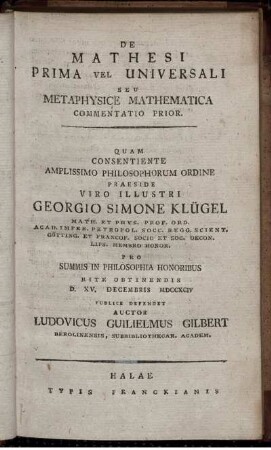 DE
MATHESI
PRIMA VEL UNIVERSALI
SEU
METAPHYSICE MATHEMATICA
COMMENTATIO PRIOR.
QUAM
CONSENTIENTE
AMPLISSIMO PHILOSOPHORUM ORDINE
PRAESIDE
VIRO ILLUSTRI
GEORGIO SIMONE KLÜGEL
MATH. ET PHYS. PROF. ORD.
ACAD. IMPER. PETROPOL. SOCC. REGG. SCIENT.
GÖTTING. ET FRANCOF. SOCIO ET SOC. OECON.
LIPS. MEMBRO HONOR.
PRO
SUMMIS IN PHILOSOPHIA HONORIBUS
RITE OBTINENDIS
D. XV. DECEMBRIS MDCCXCIV
PUBLICE DEFENDET
AUCTOR
LUDOVICUS GUILIELMUS GILBERT
BEROLINENSIS, SUBBIBLIOTHECAR. ACADEM.
HALAE
TYPIS FRANCKIANIS